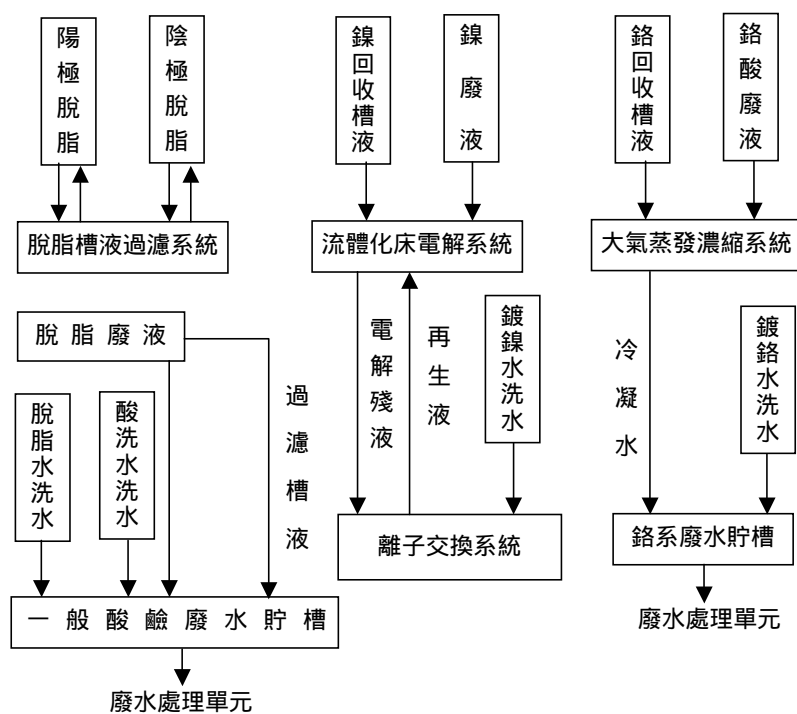 陽極脫脂
陰極脫脂
鎳回收槽液
鎳廢液
鉻回收槽液
鉻酸廢液
脫脂槽液過濾系統
流體化床電解系統
大氣蒸發濃縮系統
脫脂廢液
脫脂水洗水
酸洗水洗水
過濾槽液
電解殘液
再生液
鍍鎳水洗水
冷凝水
鍍鉻水洗水
離子交換系統
鉻系廢水貯槽
一般酸鹼廢水貯槽
廢水處理單元
廢水處理單元